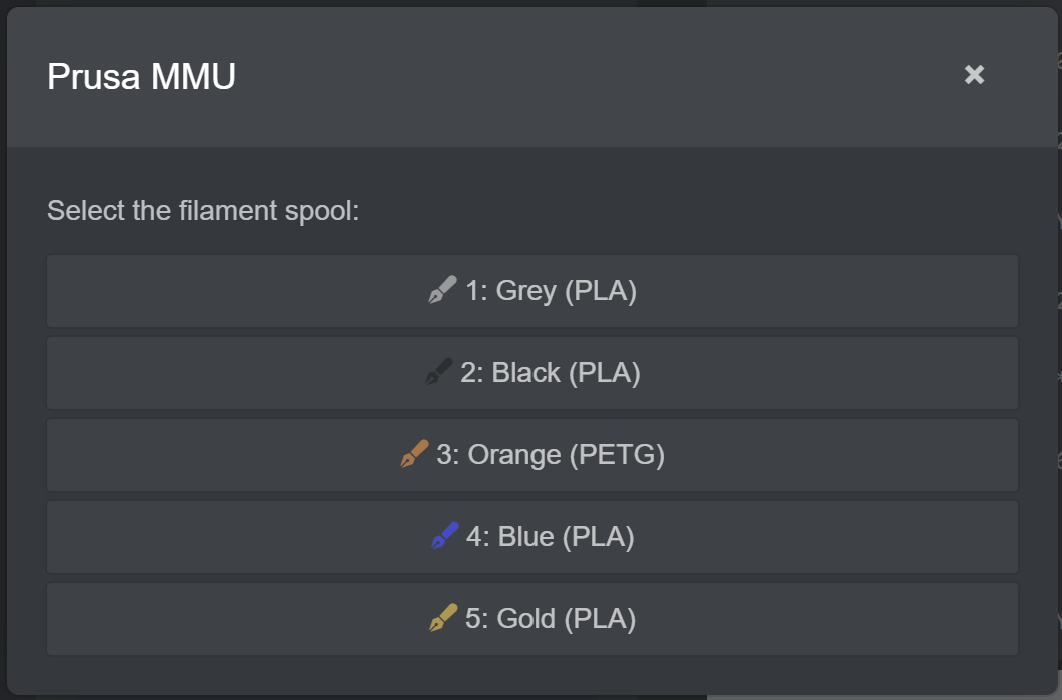 Prusa MMU
Select the filament spool:
1: Grey (PLA)
2: Black (PLA)
3: Orange (PETG)
4: Blue (PLA)
5: Gold (PLA)